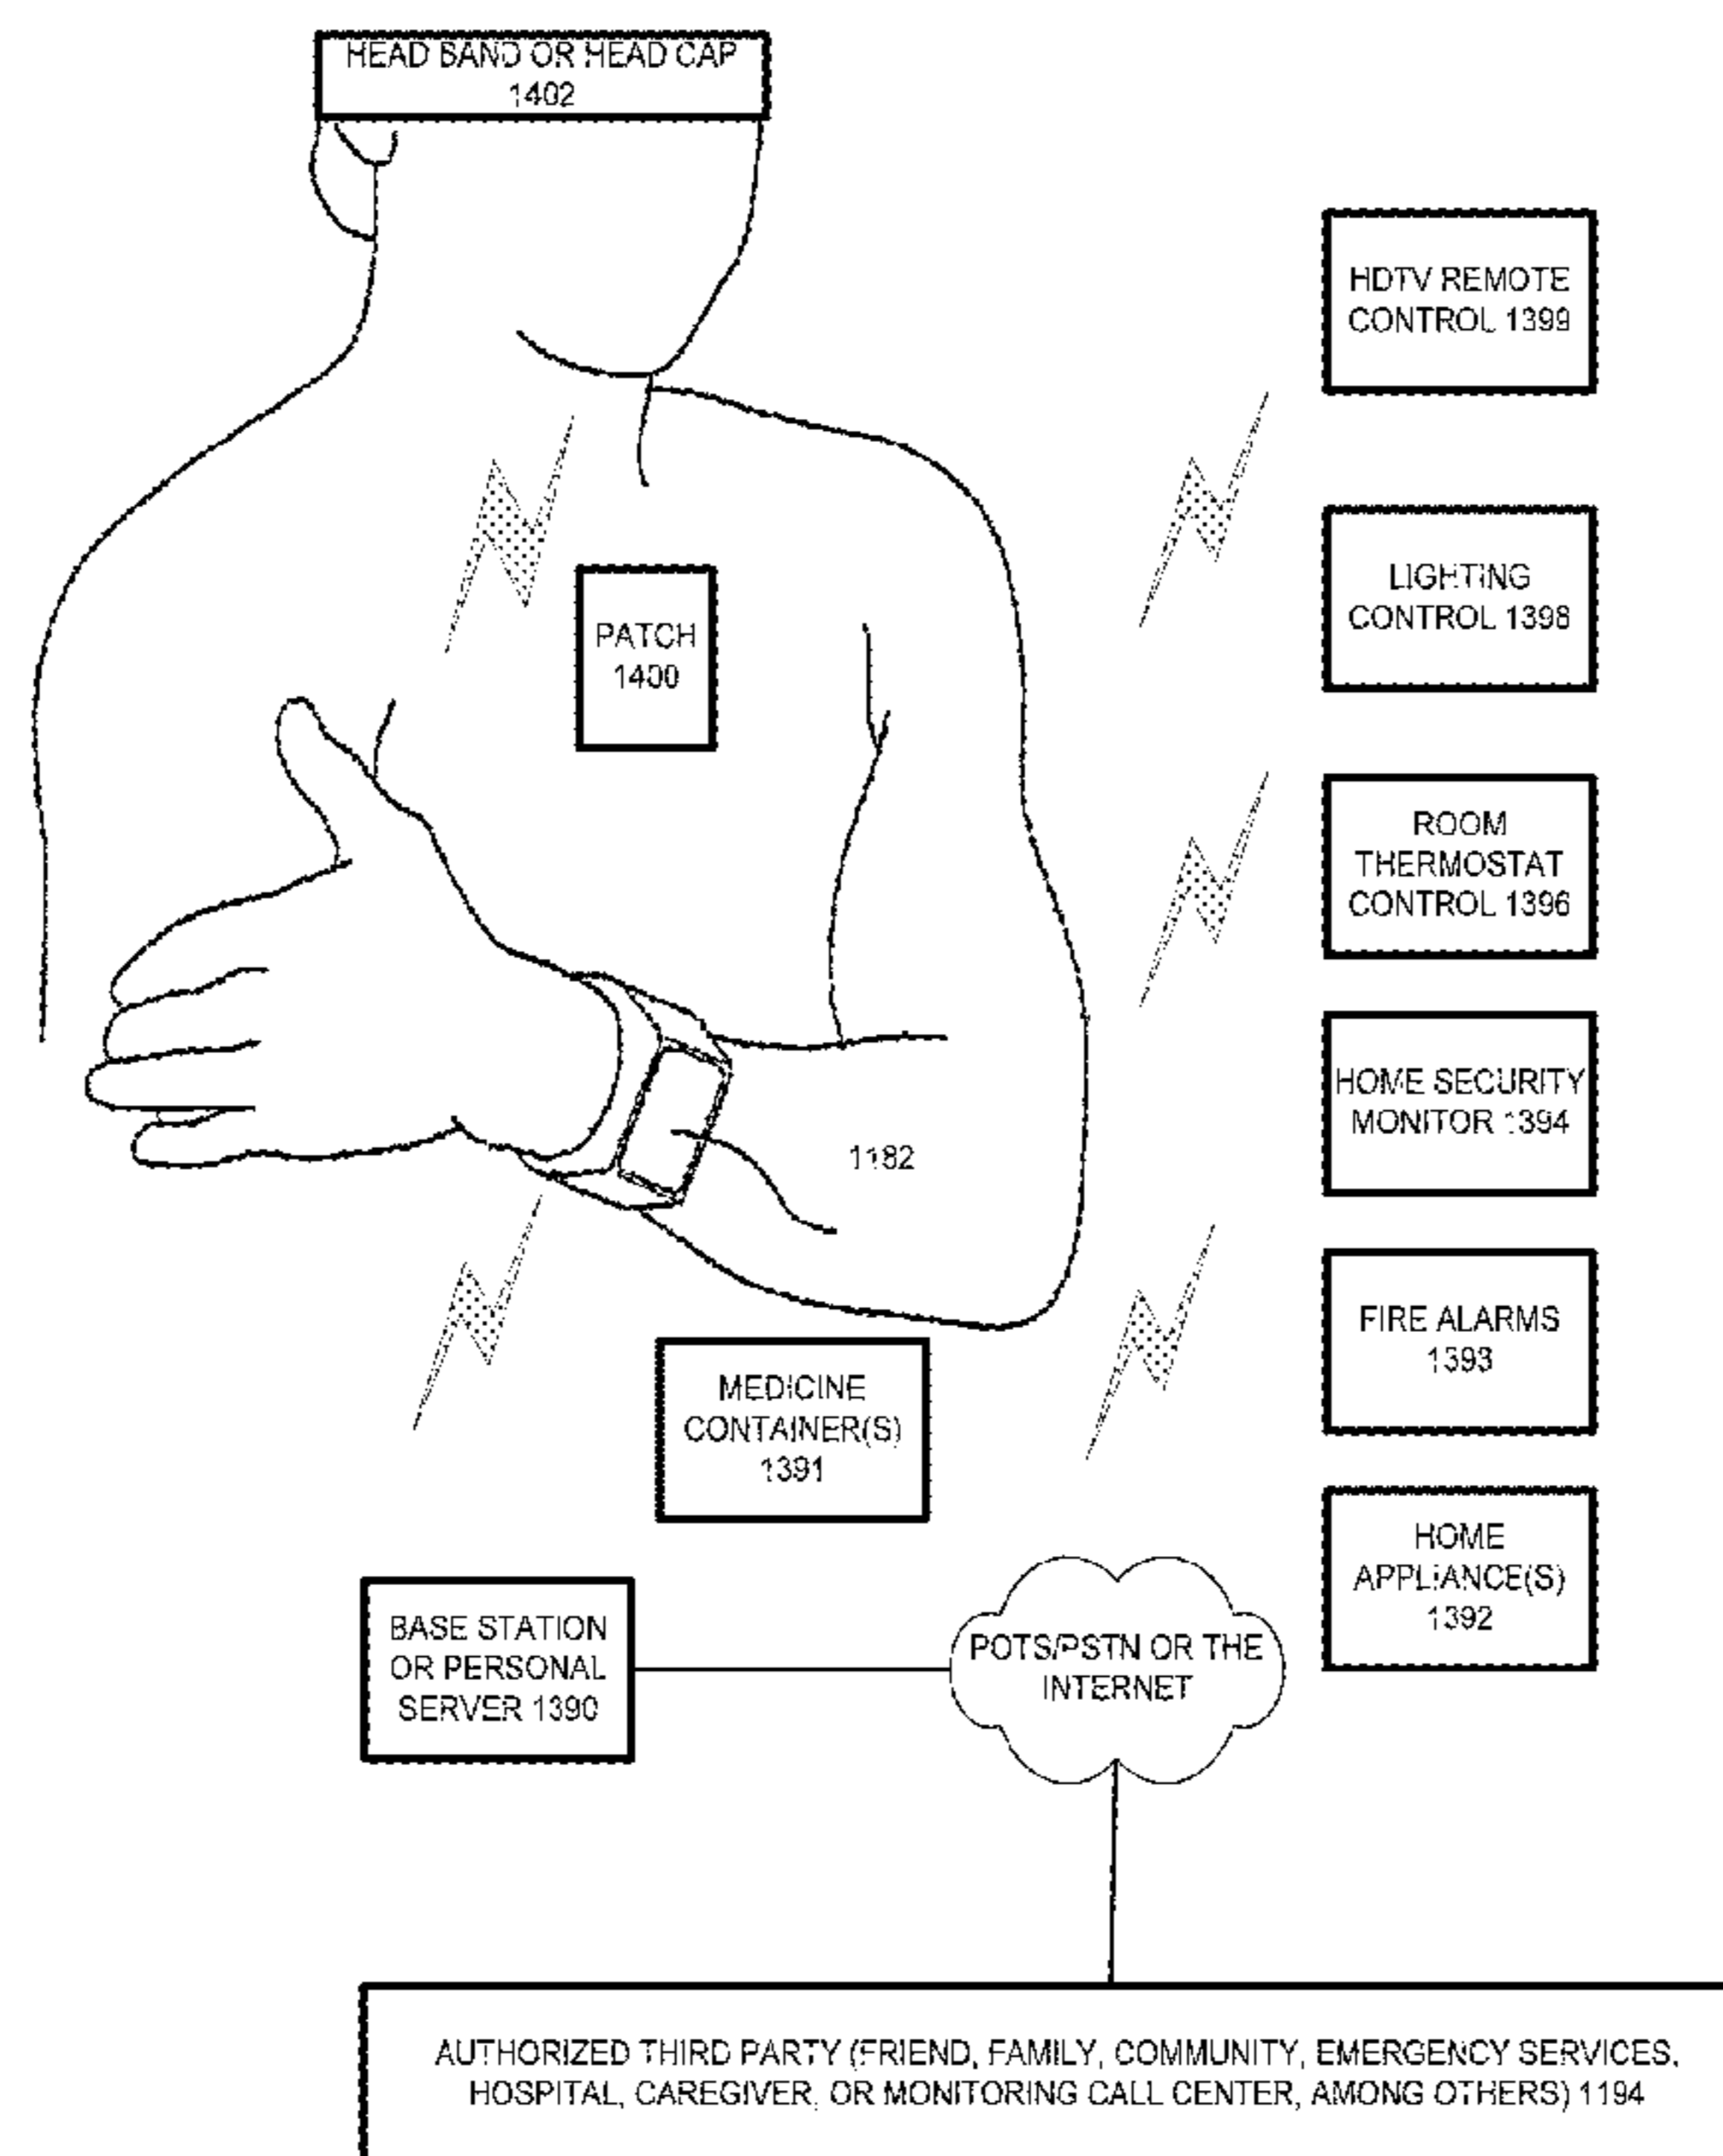 HEAD BAND OR HEAD CAP
1402
HDTV REMOTE
CONTROL 1399
LIGHTING
CONTROL 1398
PATCH
1400
ROOM
THERMOSTAT
CONTROL 1396
HOME SECURITY
MONITOR 1394
1182
FIRE ALARMS
1393
MEDICINE
CONTAINER(S)
1391
HOME
APPLIANCE(S)
1392
BASE STATION
OR PERSONAL
SERVER 1390
POTS/PSTN OR THE
INTERNET
AUTHORIZED THIRD PARTY (FRIEND, FAMILY, COMMUNITY, EMERGENCY SERVICES,
HOSPITAL, CAREGIVER, OR MONITORING CALL CENTER, AMONG OTHERS) 1194